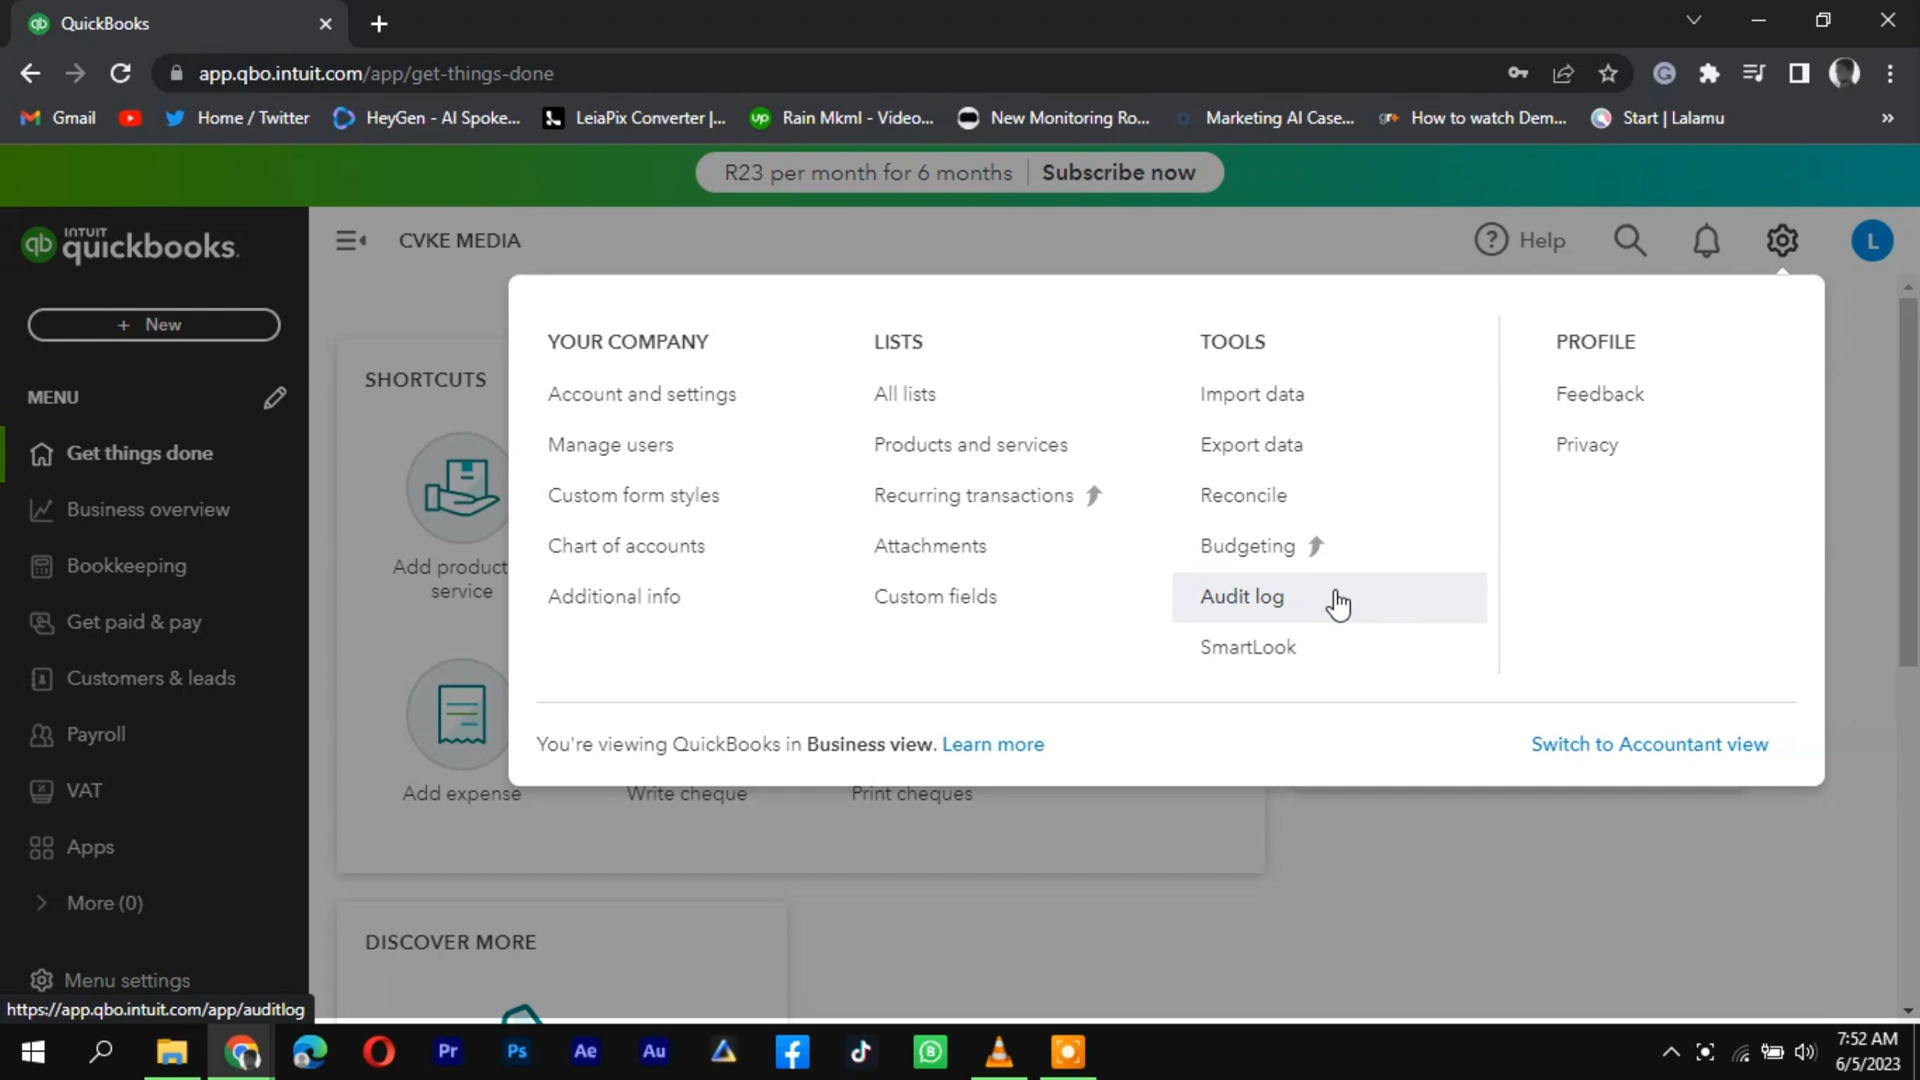 QuickBooks
app.qbo.intuit.com/app/get-things-done
Gmail
Home / Twitter
HeyGen - AI Spoke...
LeiaPix Converter |...
up
Rain Mkml - Video...
New Monitoring Ro...
Marketing AI Case...
gr+
How to watch Dem...
Start | Lalamu
»
R23 per month for 6 months
Subscribe now
qb
INTUIT
quickbooks.
CVKE MEDIA
? Help
L
+ New
MENU
Get things done
Business overview
Bookkeeping
Get paid & pay
Customers & leads
Payroll
VAT
Apps
More (0)
Menu settings
https://app.qbo.intuit.com/app/auditlog
SHORTCUTS
Add product
service
Add expense
Write cheque
Print cheques
DISCOVER MORE
YOUR COMPANY
Account and settings
Manage users
Custom form styles
Chart of accounts
Additional info
LISTS
All lists
Products and services
Recurring transactions
Attachments
Custom fields
TOOLS
Import data
Export data
Reconcile
Budgeting
Audit log
SmartLook
PROFILE
Feedback
Privacy
You're viewing QuickBooks in Business view. Learn more
Switch to Accountant view
Pr
Ps
Ae
Au
7:52 AM
6/5/2023